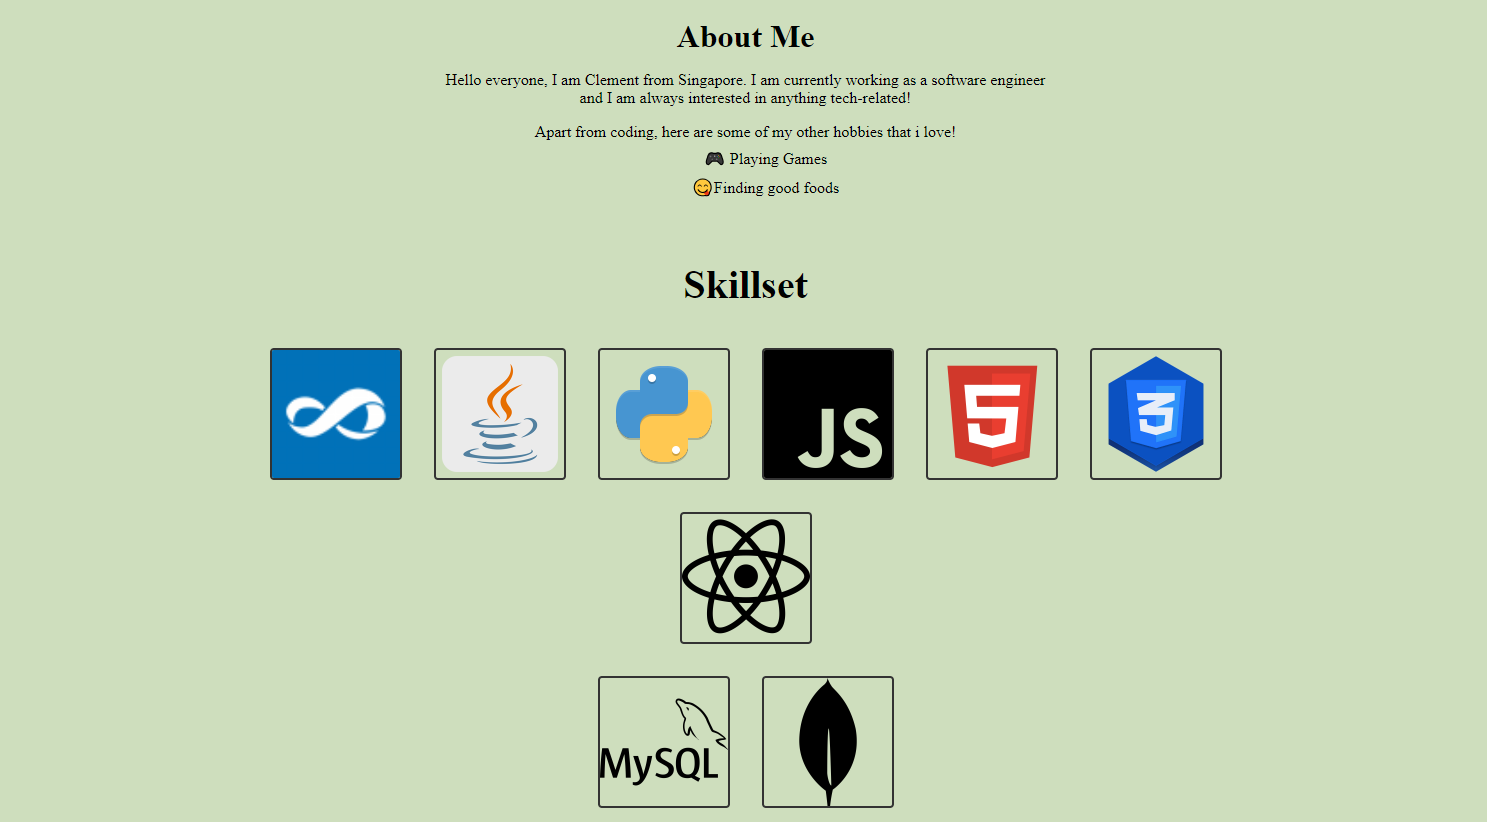 About Me
Hello everyone, I am Clement from Singapore. I am currently working as a software engineer
and I am always interested in anything tech-related!
Apart from coding, here are some of my other hobbies that i love!
🎮 Playing Games
😋Finding good foods
Skillset
JS
5
3
MySQL